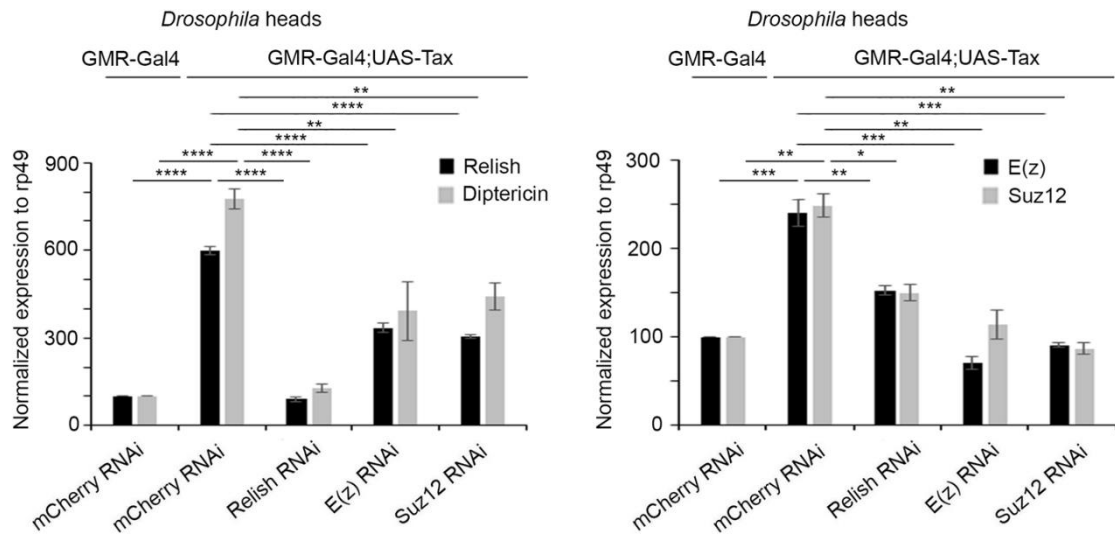 Drosophila heads
GMR-Gal4 GMR-Gal4;UAS-Tax
**
****
**
****
**** ****
**** ****
Relish
Diptericin
Normalized expression to rp49
900
600
300
0
mCherry RNAi
mCherry RNAi
Relish RNAi
E(z) RNAi
Suz12 RNAi
Drosophila heads
GMR-Gal4 GMR-Gal4;UAS-Tax
**
***
**
***
** *
*** **
E(z)
Suz12
Normalized expression to rp49
300
200
100
0
mCherry RNAi
mCherry RNAi
Relish RNAi
E(z) RNAi
Suz12 RNAi